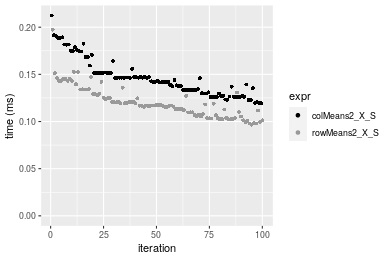 0.20
0.15
0.10
0.05
0.00
time (ms)
0
25
50
75
100
iteration
expr
colMeans2_X_S
rowMeans2_X_S